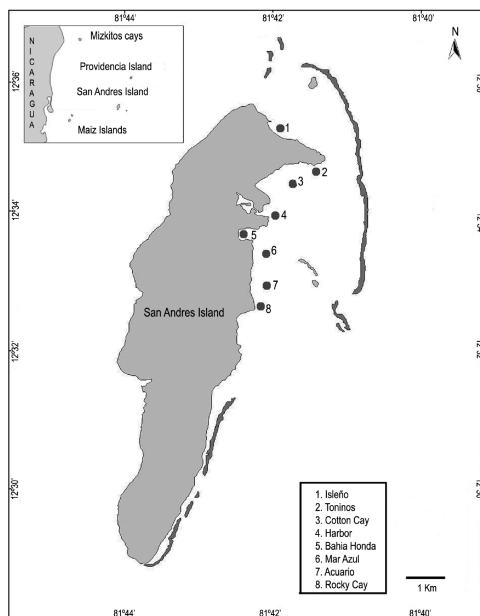 81°44'
81°42'
81°40'
NICARAGUA
Mizkitos cays
Providencia Island
San Andres Island
Maiz Islands
N
12°36'
1
2
3
12°34'
4
5
6
7
8
San Andres Island
12°32'
12°30'
1. Isleño
2. Toninos
3. Cotton Cay
4. Harbor
5. Bahia Honda
6. Mar Azul
7. Acuario
8. Rocky Cay
1 Km
81°44'
81°42'
81°40'